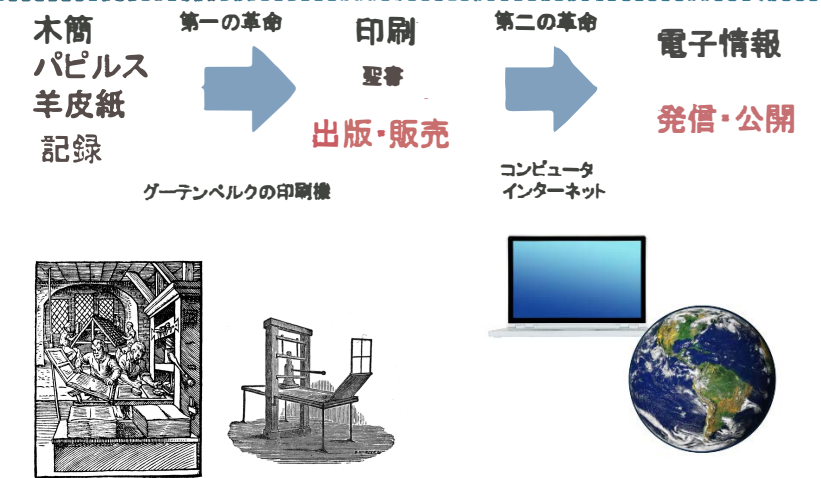 木簡
パピルス
羊皮紙
記録
第一の革命
印刷
聖書
出版・販売
第二の革命
電子情報
発信・公開
グーテンベルクの印刷機
コンピュータ
インターネット